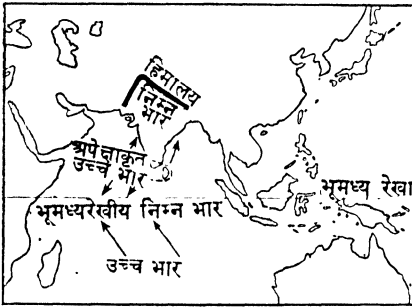 हिमालय
निम्न
भार
अपेक्षाकृत
उच्च भार
भूमध्य रेखा
भूमध्यरेखीय निम्न भार
उच्च भार